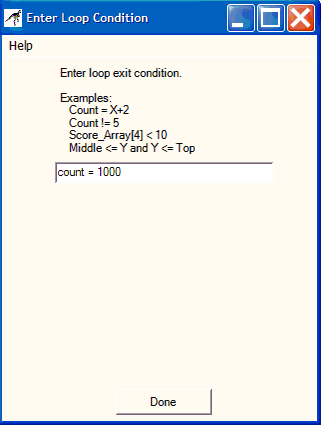 Enter Loop Condition
Help
Enter loop exit condition.
Examples:
Count = X+2
Count != 5
Score_Array[4] < 10
Middle <= Y and Y <= Top
count = 1000
Done